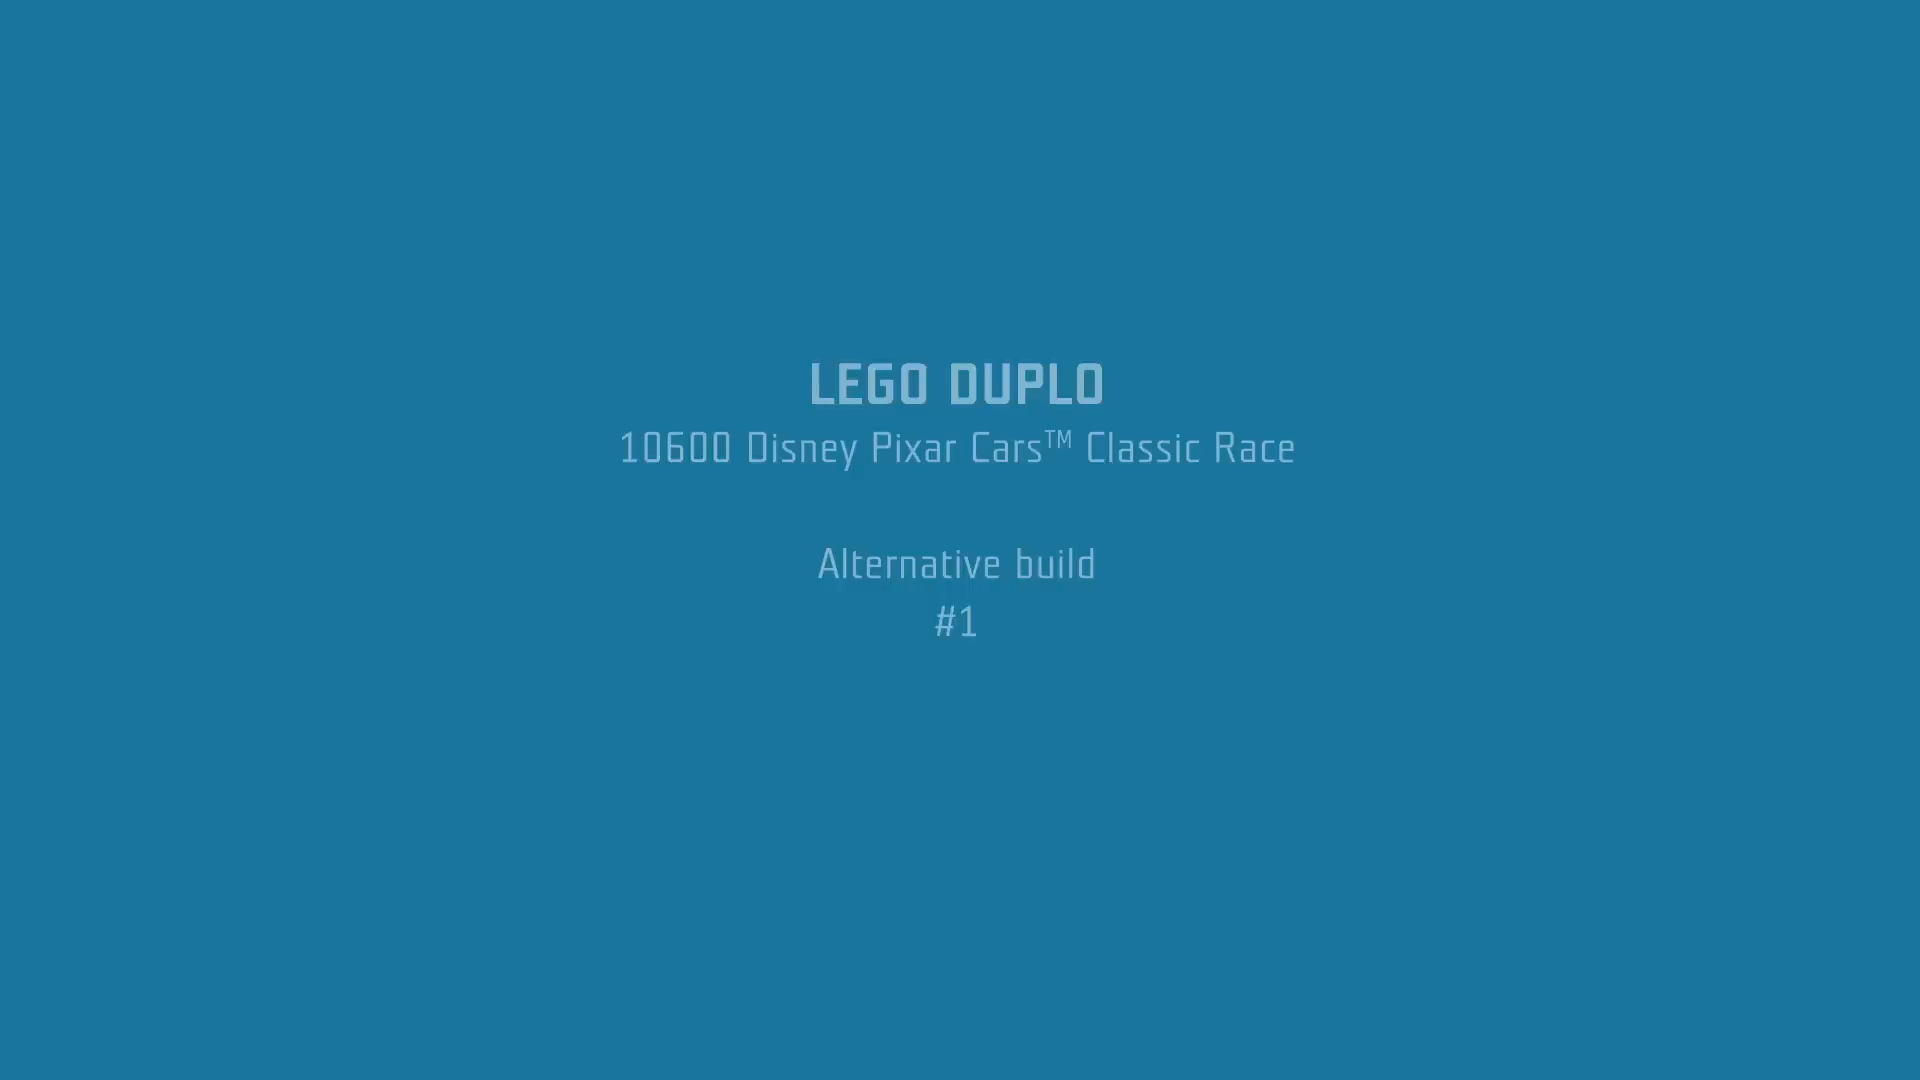 LEGO DUPLO
10600 Disney Pixar Cars™ Classic Race
Alternative build
#1